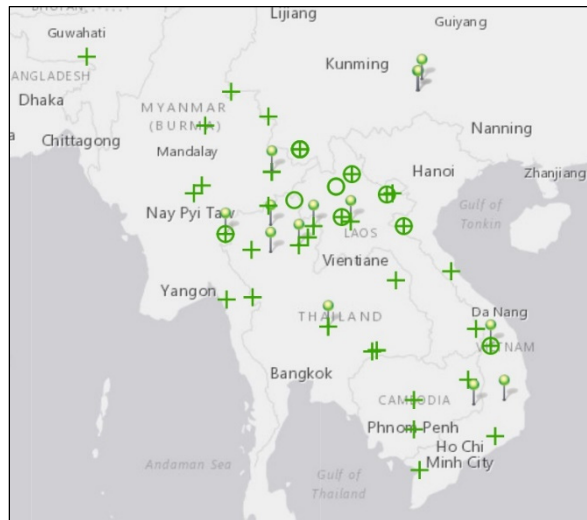 BHUTAN
Lijiang
Guiyang
Guwahati
Kunming
ANGLADESH
Dhaka
MYANMAR
(BURMA)
Nanning
Chittagong
Mandalay
Hanoi
Zhanjiang
Nay Pyi Taw
Gulf of
Tonkin
LAOS
Vientiane
Yangon
THAILAND
Da Nang
VIETNAM
Bangkok
CAMBODIA
Phnom Penh
Ho Chi
Minh City
Andaman Sea
Gulf of
Thailand